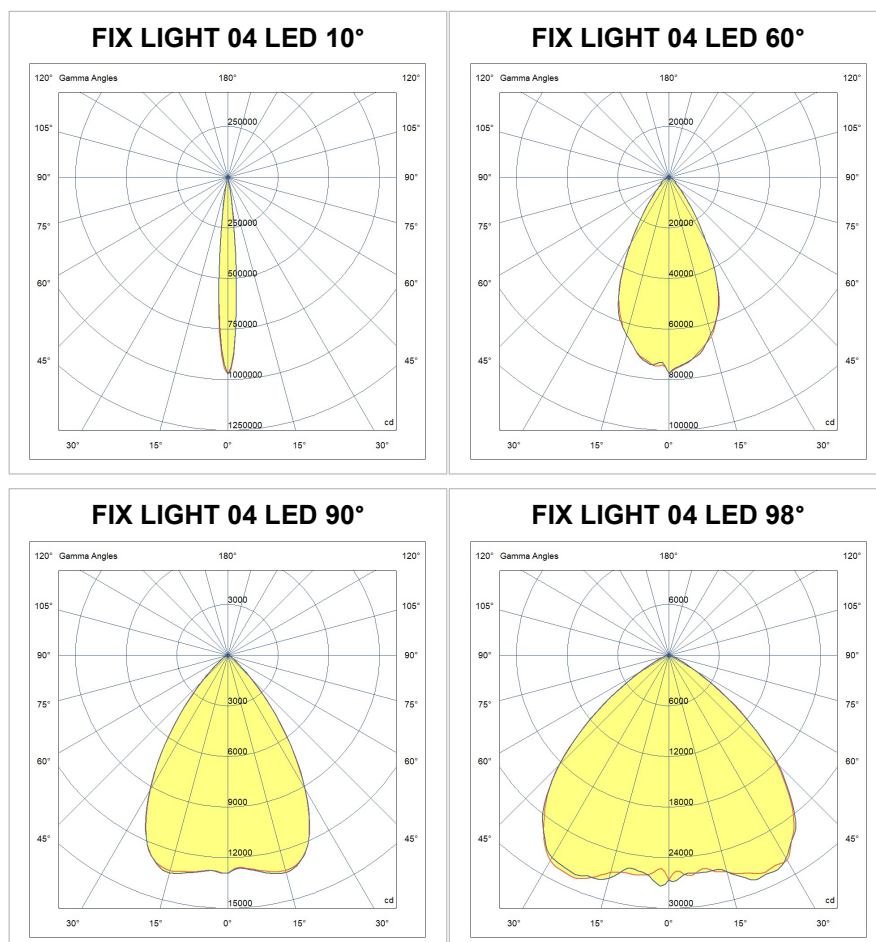 FIX LIGHT 04 LED 10°
120° Gamma Angles 180° 120°
250000
105° 105°
90° 90°
250000
75° 75°
500000
60° 60°
750000
45° 45°
1000000
1250000 cd
30° 15° 0° 15° 30°
FIX LIGHT 04 LED 60°
120° Gamma Angles 180° 120°
20000
105° 105°
90° 90°
20000
75° 75°
40000
60° 60°
60000
45° 45°
80000
100000 cd
30° 15° 0° 15° 30°
FIX LIGHT 04 LED 90°
120° Gamma Angles 180° 120°
3000
105° 105°
90° 90°
3000
75° 75°
6000
60° 60°
9000
45° 45°
12000
15000 cd
30° 15° 0° 15° 30°
FIX LIGHT 04 LED 98°
120° Gamma Angles 180° 120°
6000
105° 105°
90° 90°
6000
75° 75°
12000
60° 60°
18000
45° 45°
24000
30000 cd
30° 15° 0° 15° 30°